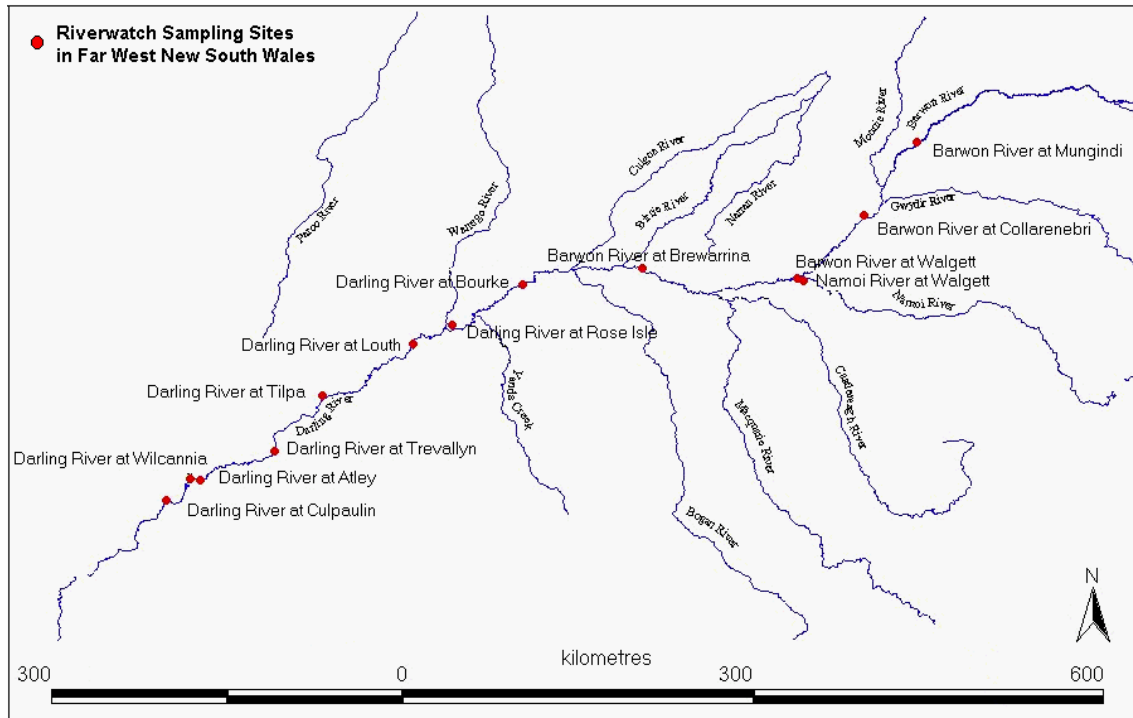 Riverwatch Sampling Sites
in Far West New South Wales
Paroo River
Warrego River
Culgoa River
Birrie River
Narran River
Moonie River
Barwon River
Barwon River at Mungindi
Gwydir River
Barwon River at Collarenebri
Barwon River at Brewarrina
Barwon River at Walgett
Namoi River at Walgett
Namoi River
Darling River at Bourke
Darling River at Rose Isle
Darling River at Louth
Yanda Creek
Darling River at Tilpa
Darling River
Macquarie River
Castlereagh River
Darling River at Trevallyn
Darling River at Wilcannia
Darling River at Atley
Darling River at Culpaulin
Bogan River
N
kilometres
300
0
300
600